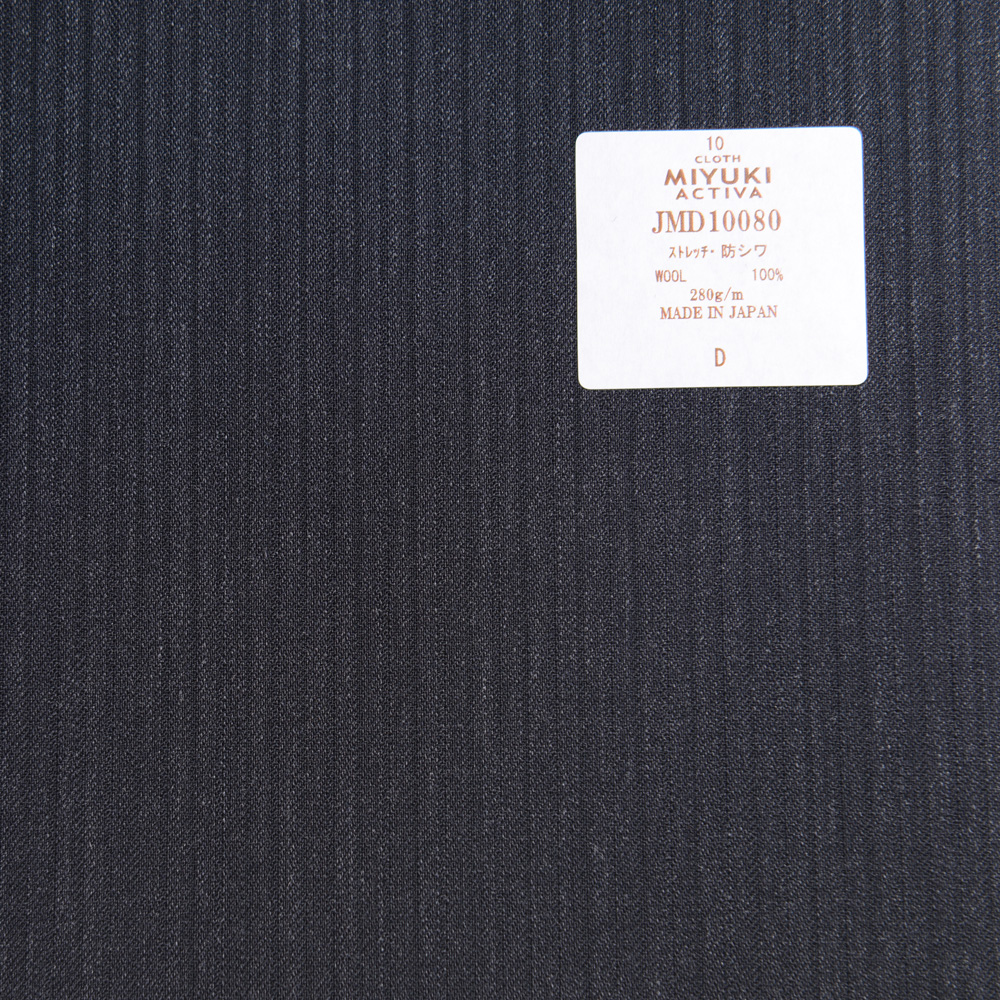 10
CLOTH
MIYUKI
ACTIVA
JMD10080
ストレッチ・防シワ
WOOL 100%
280g/m
MADE IN JAPAN
D